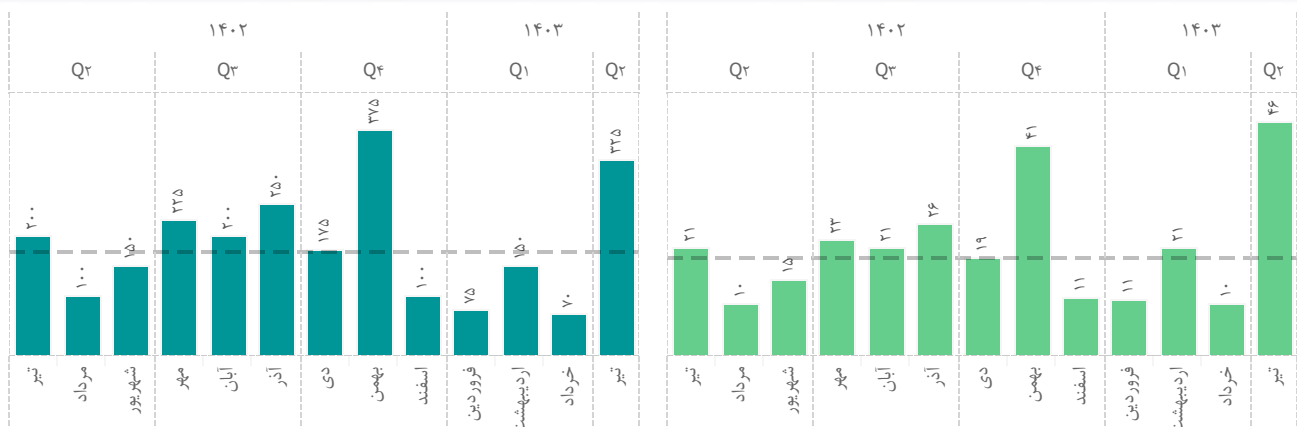 ۱۴۰۲ ۱۴۰۳
Q۲ Q۳ Q۴ Q۱ Q۲
۲۰۰ ۱۰۰ ۱۵۰ ۲۲۵ ۲۰۰ ۲۵۰ ۱۷۵ ۳۷۵ ۱۰۰ ۷۵ ۱۵۰ ۷۰ ۳۲۵
تیر مرداد شهریور مهر آبان آذر دی بهمن اسفند فروردین اردیبهشت خرداد تیر
۱۴۰۲ ۱۴۰۳
Q۲ Q۳ Q۴ Q۱ Q۲
۲۱ ۱۰ ۱۵ ۲۳ ۲۱ ۲۶ ۱۹ ۴۱ ۱۱ ۱۱ ۲۱ ۱۰ ۴۶
تیر مرداد شهریور مهر آبان آذر دی بهمن اسفند فروردین اردیبهشت خرداد تیر